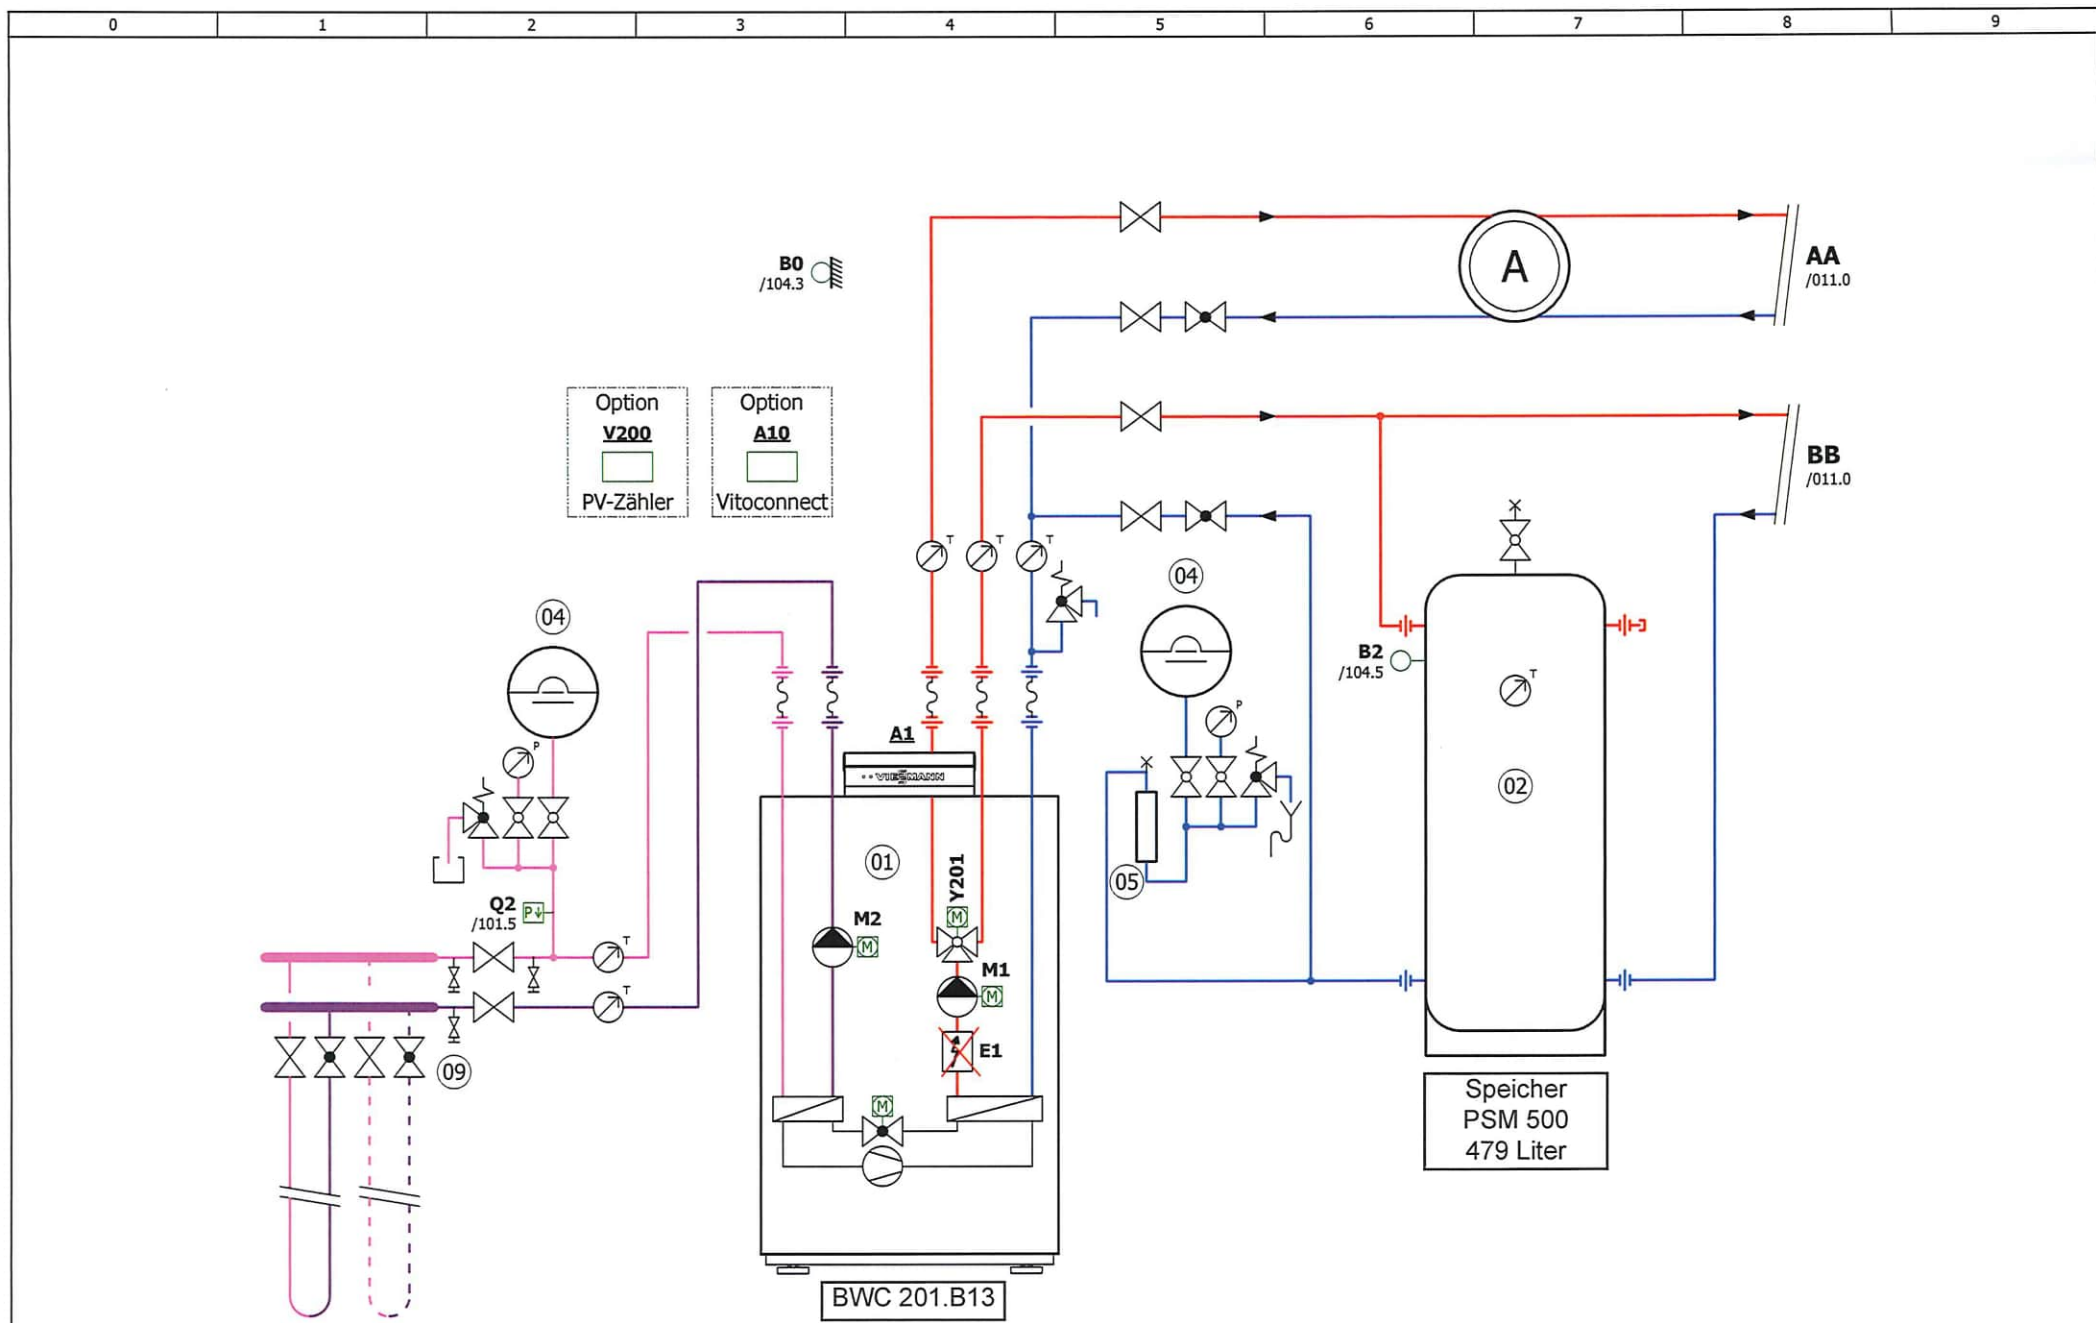 0 1 2 3 4 5 6 7 8 9
B0
/104.3
A
AA
/011.0
Option
V200
PV-Zähler
Option
A10
Vitoconnect
BB
/011.0
T T T
04
04
B2
/104.5
T
P
P
A1
VIESMANN
02
01
05
Y201
M
Q2
/101.5
P
M2
M
T
M1
M
T
E1
09
M
Speicher
PSM 500
479 Liter
BWC 201.B13